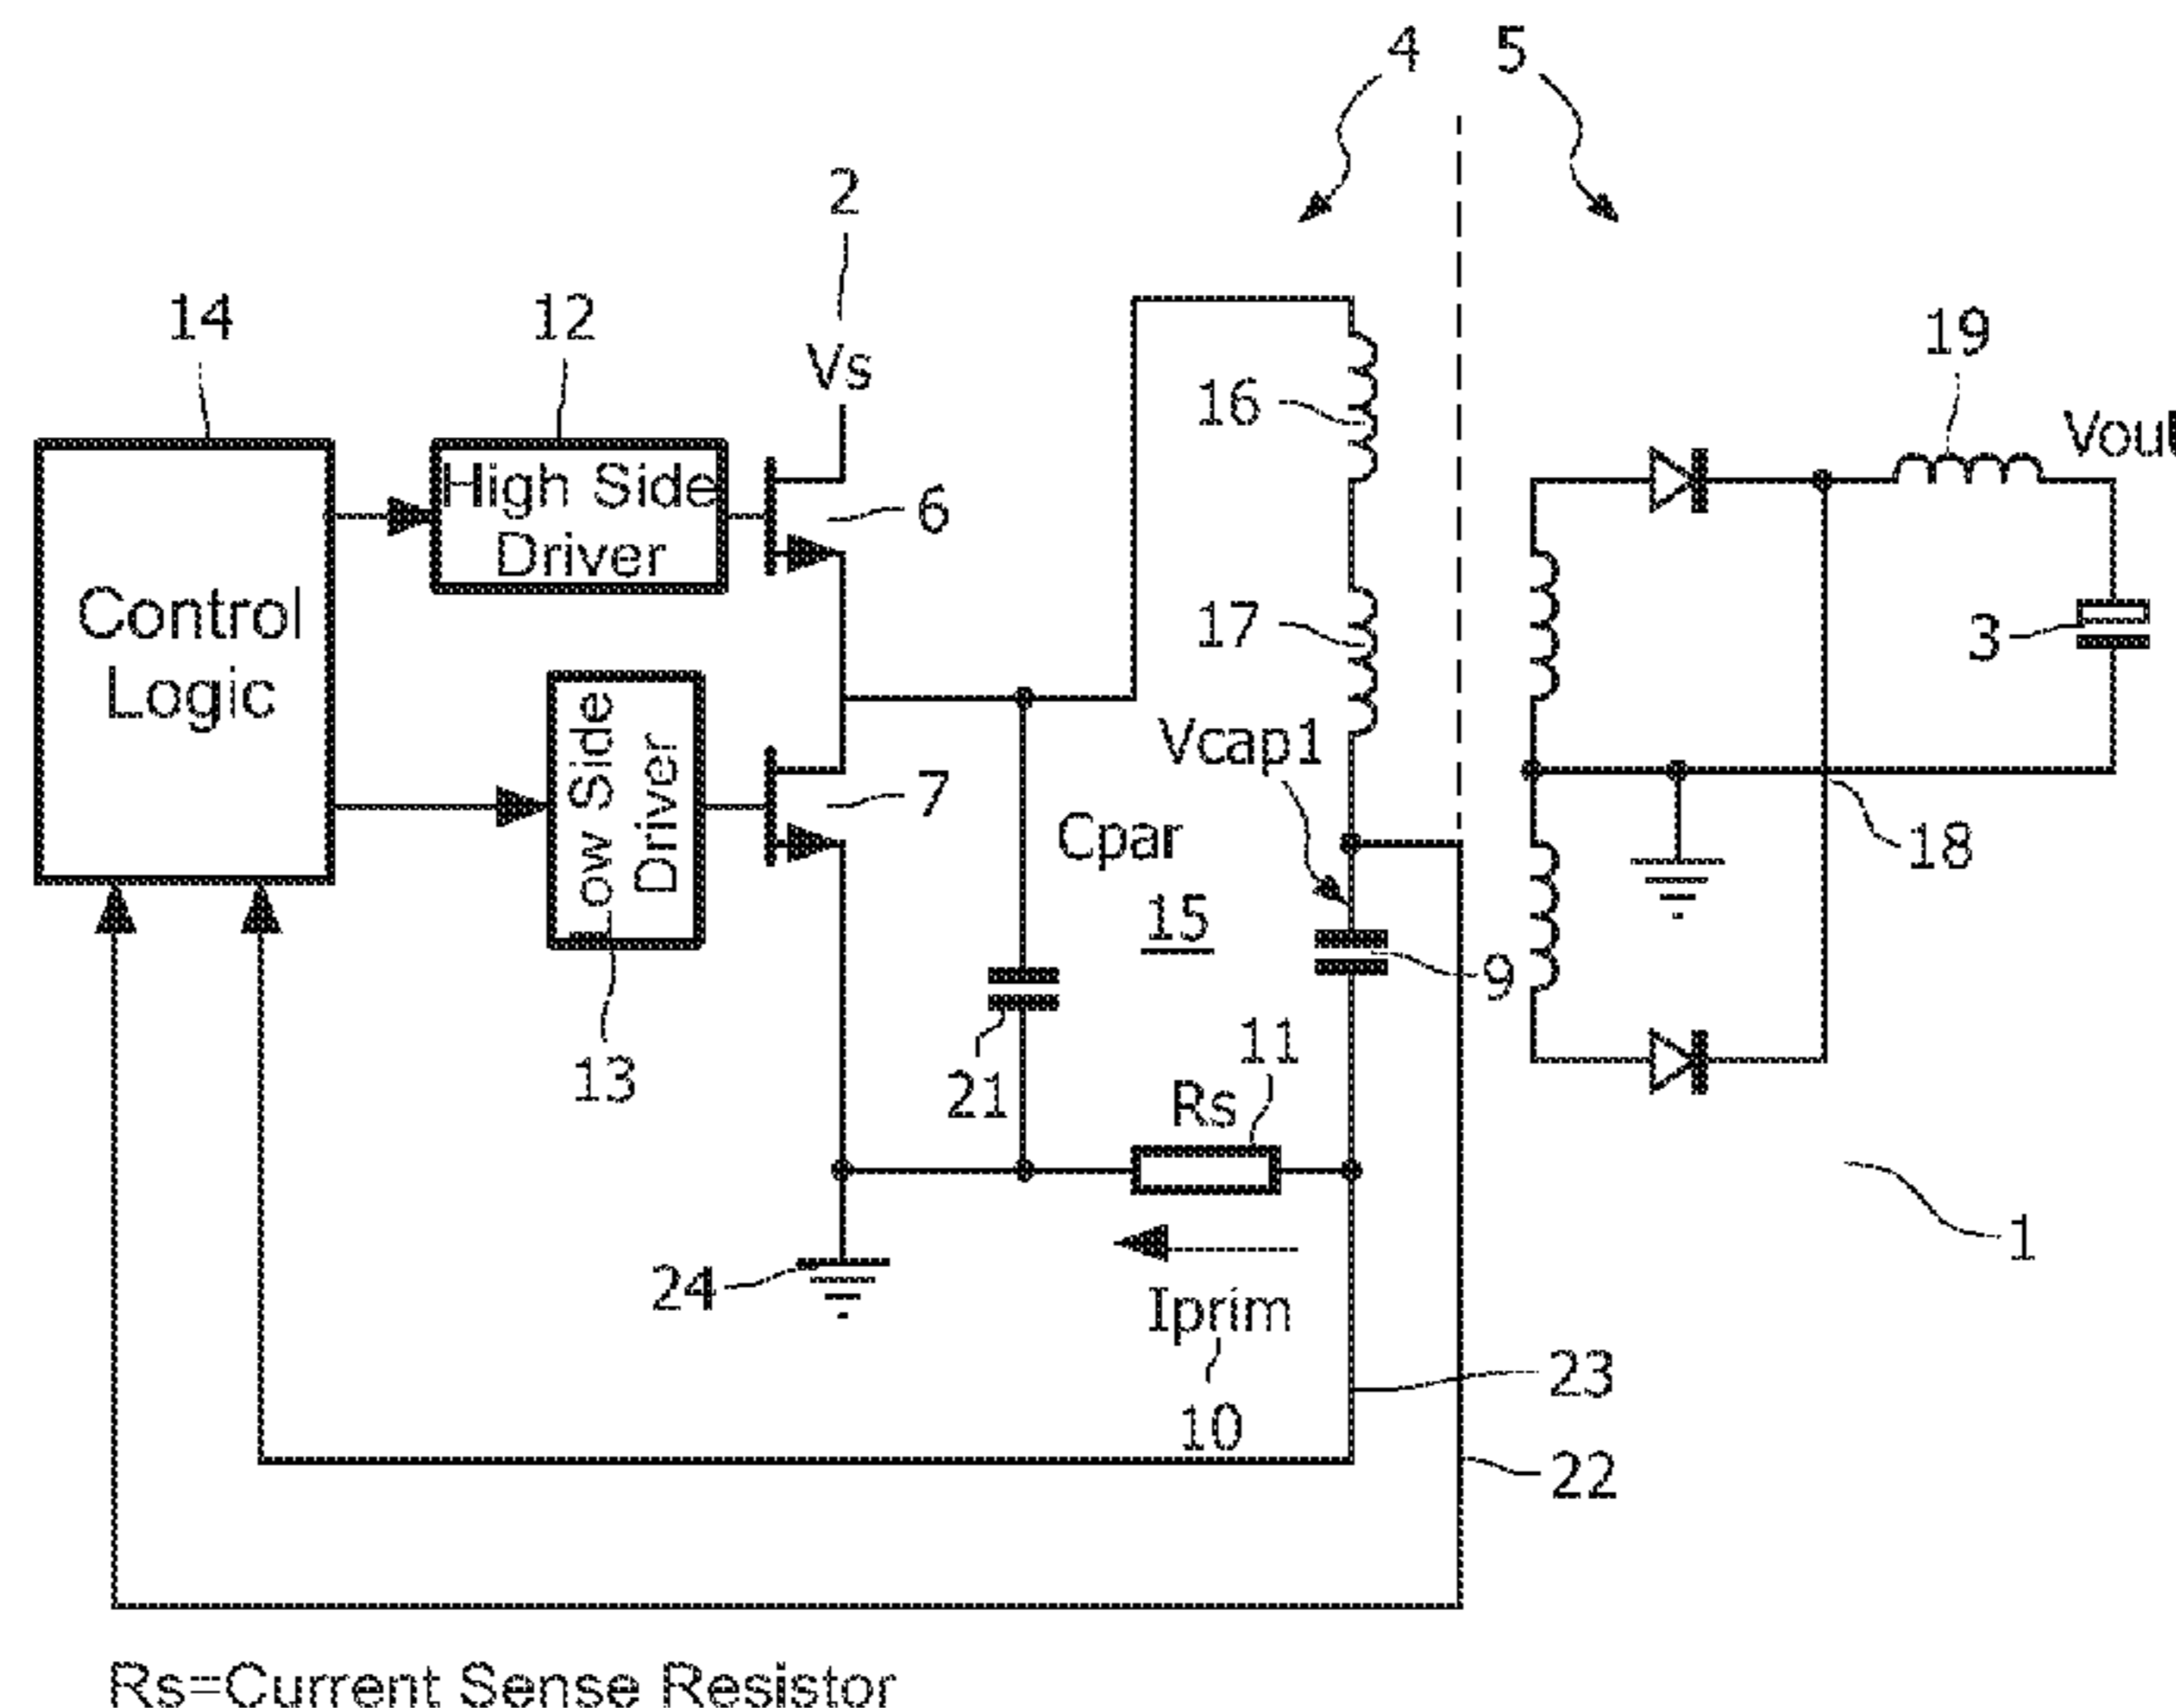 4 5
2
14 12
Vs
19
Vout
16
High Side
Driver
6
Control
Logic
17
3
Low Side
Driver
Vcap1
7
Cpar
18
15
9
11
13
21
Rs
1
24
Iprim
23
10
22
Rs=Current Sense Resistor